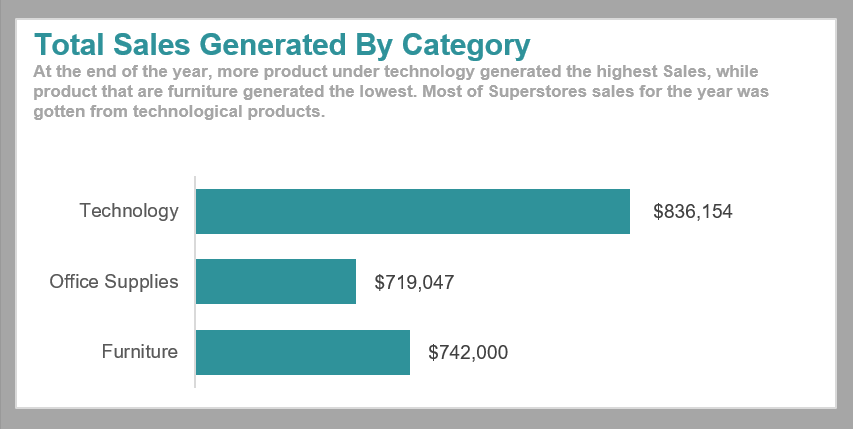 Total Sales Generated By Category
At the end of the year, more product under technology generated the highest Sales, while
product that are furniture generated the lowest. Most of Superstores sales for the year was
gotten from technological products.
Technology $836,154
Office Supplies $719,047
Furniture $742,000